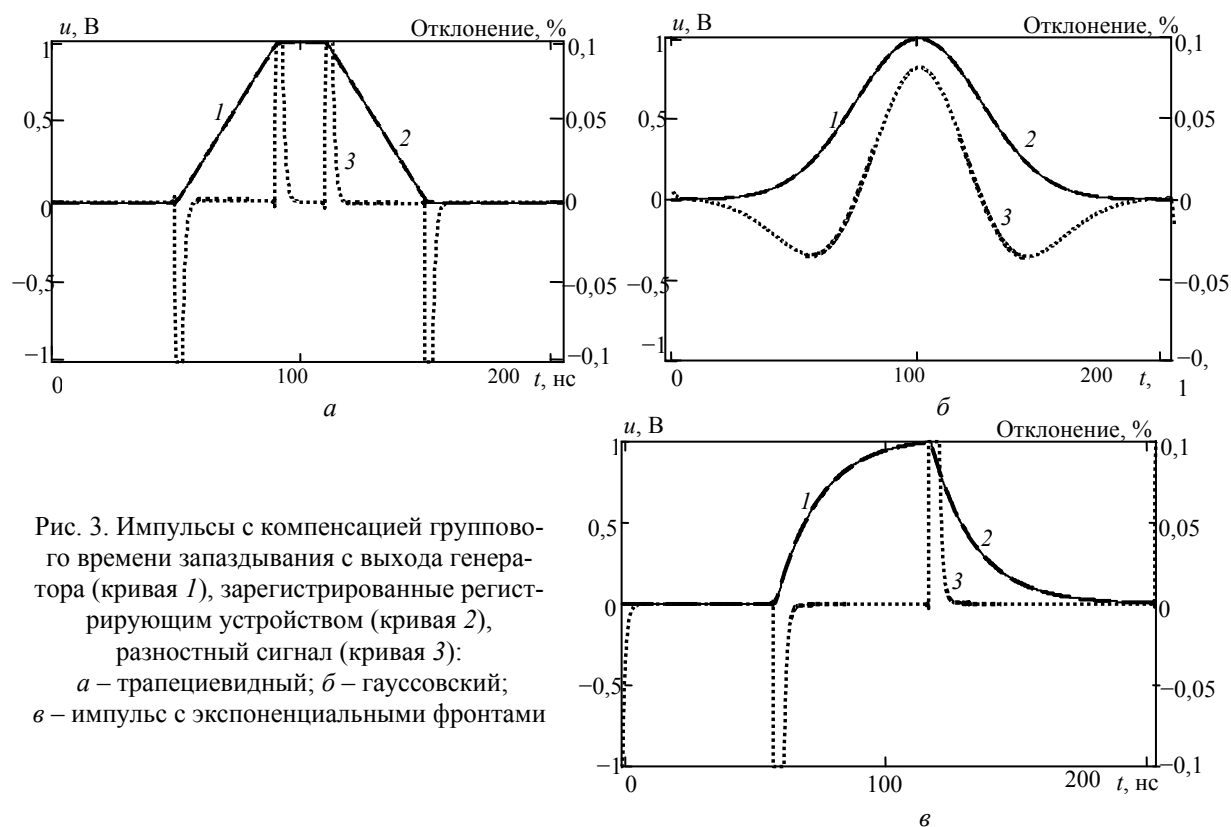 u, В Отклонение, %
1 0,1
1
2
0,5 0,05
3
0 0
−0,5 −0,05
−1 −0,1
0 100 200 t, нс
а
u, В Отклонение, %
1 0,1
1
2
0,5 0,05
0 0
3
−0,5 −0,05
−1 −0,
0 100 200 t, 1
б
u, В Отклонение, %
1 0,1
1
0,5 2 0,05
3
0 0
−0,5 −0,05
−1 −0,1
0 100 200 t, нс
в
Рис. 3. Импульсы с компенсацией группово-
го времени запаздывания с выхода генера-
тора (кривая 1), зарегистрированные регист-
рирующим устройством (кривая 2),
разностный сигнал (кривая 3):
а – трапециевидный; б – гауссовский;
в – импульс с экспоненциальными фронтами